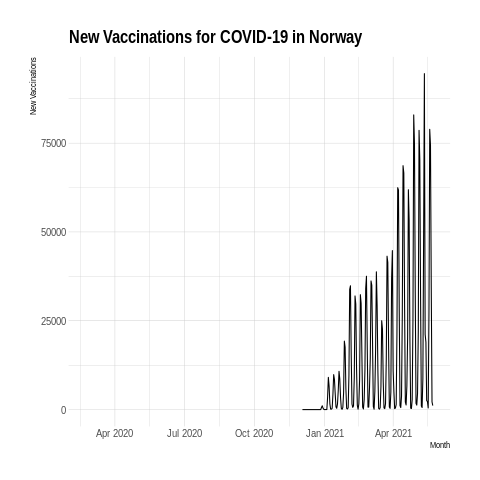 New Vaccinations for COVID-19 in Norway
New Vaccinations
75000
50000
25000
0
Apr 2020 Jul 2020 Oct 2020 Jan 2021 Apr 2021
Month